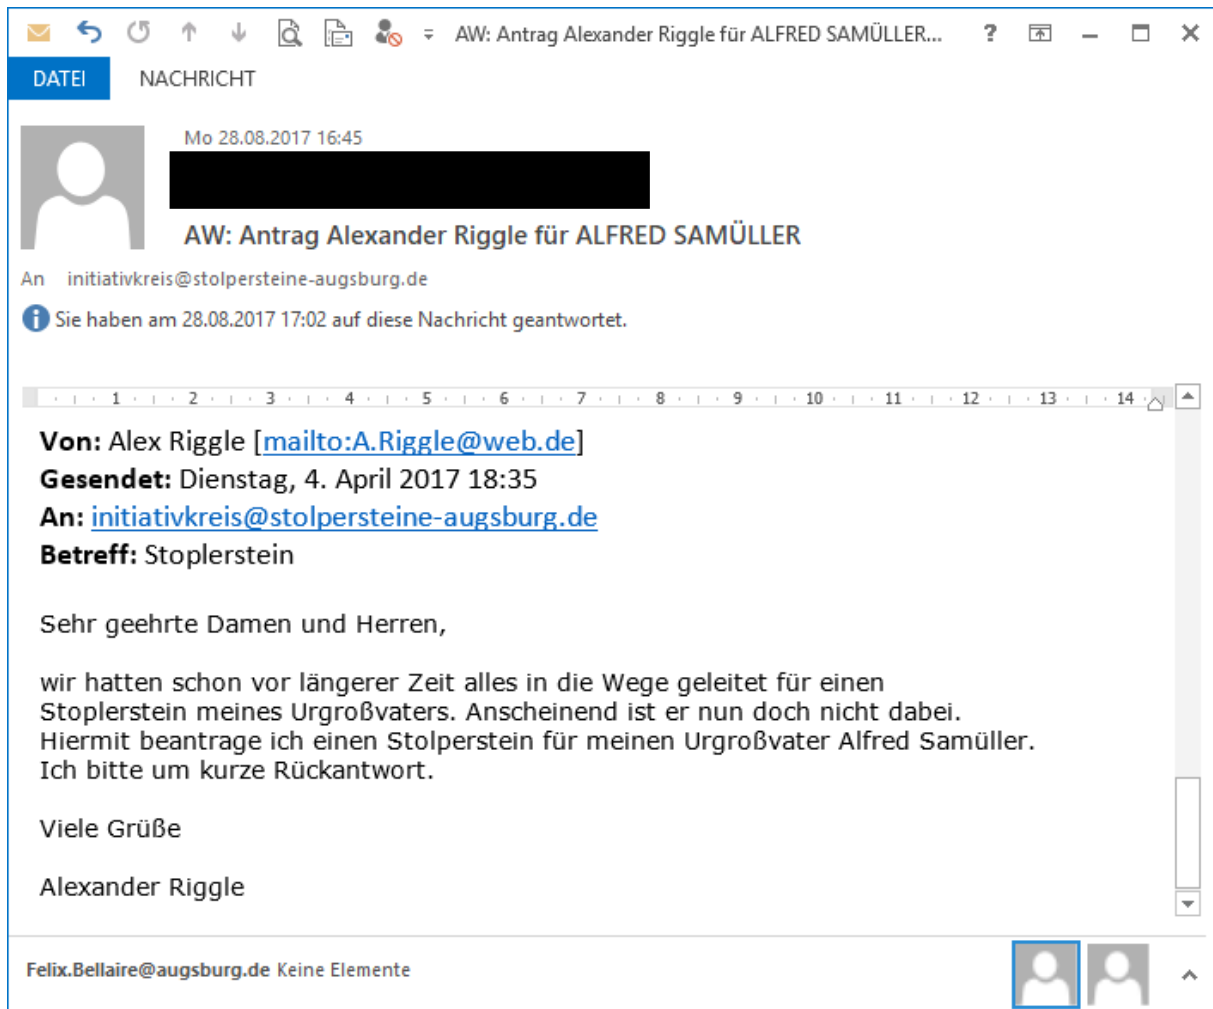 AW: Antrag Alexander Riggle für ALFRED SAMÜLLER...
?
DATEI NACHRICHT
Mo 28.08.2017 16:45
AW: Antrag Alexander Riggle für ALFRED SAMÜLLER
An initiativkreis@stolpersteine-augsburg.de
Sie haben am 28.08.2017 17:02 auf diese Nachricht geantwortet.
1 2 3 4 5 6 7 8 9 10 11 12 13 14
Von: Alex Riggle [mailto:A.Riggle@web.de]
Gesendet: Dienstag, 4. April 2017 18:35
An: initiativkreis@stolpersteine-augsburg.de
Betreff: Stoplerstein
Sehr geehrte Damen und Herren,
wir hatten schon vor längerer Zeit alles in die Wege geleitet für einen
Stoplerstein meines Urgroßvaters. Anscheinend ist er nun doch nicht dabei.
Hiermit beantrage ich einen Stolperstein für meinen Urgroßvater Alfred Samüller.
Ich bitte um kurze Rückantwort.
Viele Grüße
Alexander Riggle
Felix.Bellaire@augsburg.de Keine Elemente